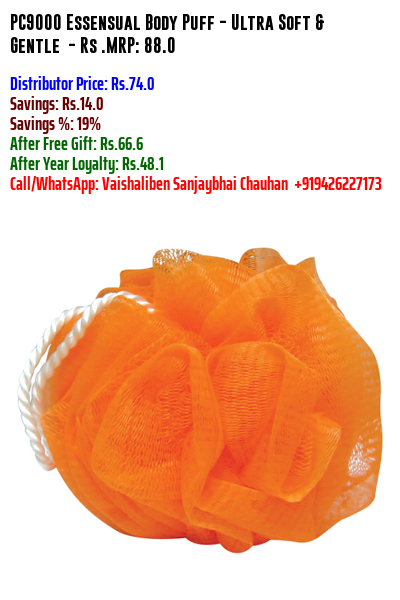 PC9000 Essensual Body Puff - Ultra Soft &
Gentle - Rs .MRP: 88.0
Distributor Price: Rs.74.0
Savings: Rs.14.0
Savings %: 19%
After Free Gift: Rs.66.6
After Year Loyalty: Rs.48.1
Call/WhatsApp: Vaishaliben Sanjaybhai Chauhan +919426227173